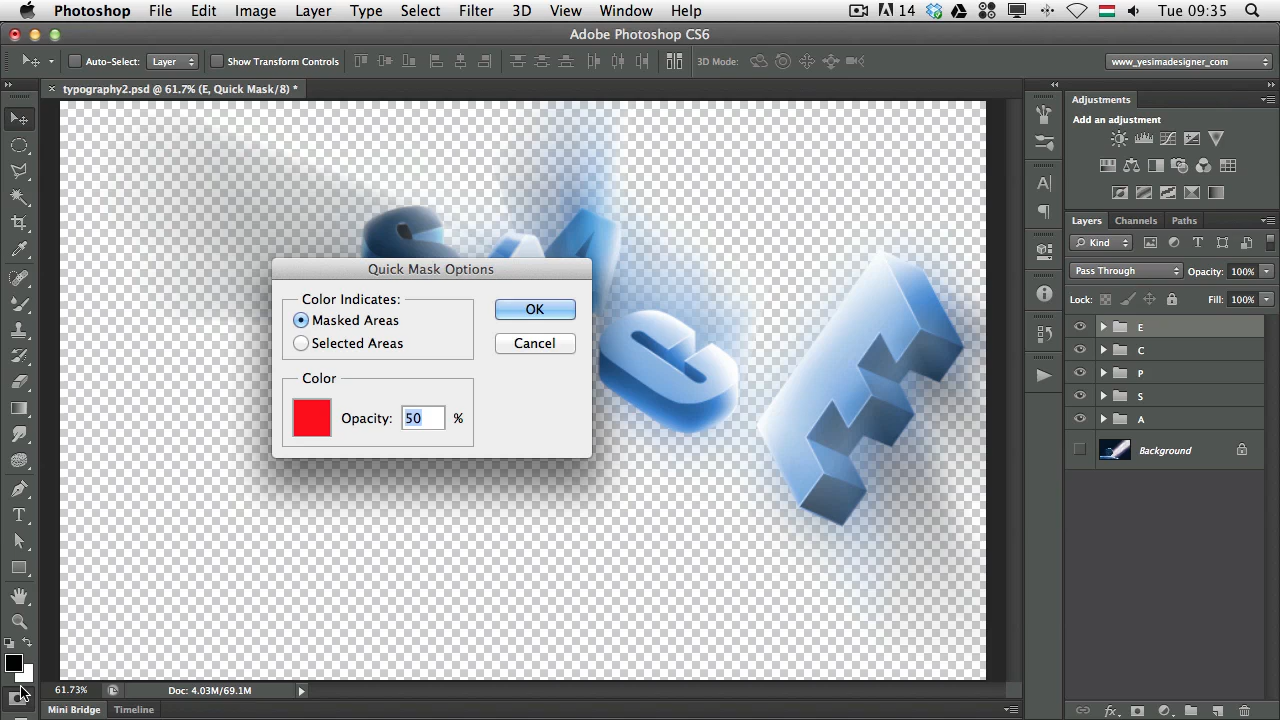 Photoshop File Edit Image Layer Type Select Filter 3D View Window Help 14 Tue 09:35
Adobe Photoshop CS6
Auto-Select: Layer Show Transform Controls 3D Mode: www_yesimadesigner_com
typography2.psd @ 61.7% (E, Quick Mask/8) *
Adjustments
Add an adjustment
Layers Channels Paths
Kind
Pass Through Opacity: 100%
Lock: Fill: 100%
E
C
P
S
A
Background
S
A
C
E
Quick Mask Options
Color Indicates:
Masked Areas
Selected Areas
OK
Cancel
Color
Opacity: 50 %
61.73% Doc: 4.03M/69.1M
Mini Bridge Timeline